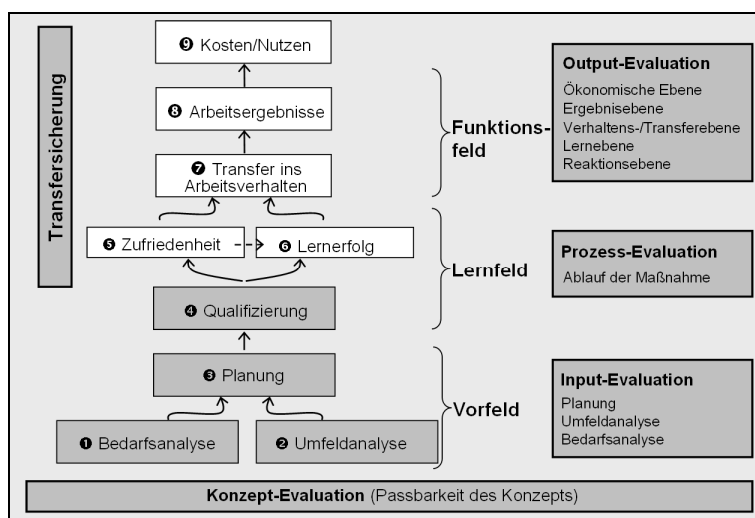 Transfersicherung
❾ Kosten/Nutzen
❽ Arbeitsergebnisse
❼ Transfer ins
Arbeitsverhalten
❺ Zufriedenheit
❻ Lernerfolg
❹ Qualifizierung
❸ Planung
❶ Bedarfsanalyse
❷ Umfeldanalyse
Funktions-
feld
Lernfeld
Vorfeld
Output-Evaluation
Ökonomische Ebene
Ergebnisebene
Verhaltens-/Transferebene
Lernebene
Reaktionsebene
Prozess-Evaluation
Ablauf der Maßnahme
Input-Evaluation
Planung
Umfeldanalyse
Bedarfsanalyse
Konzept-Evaluation (Passbarkeit des Konzepts)